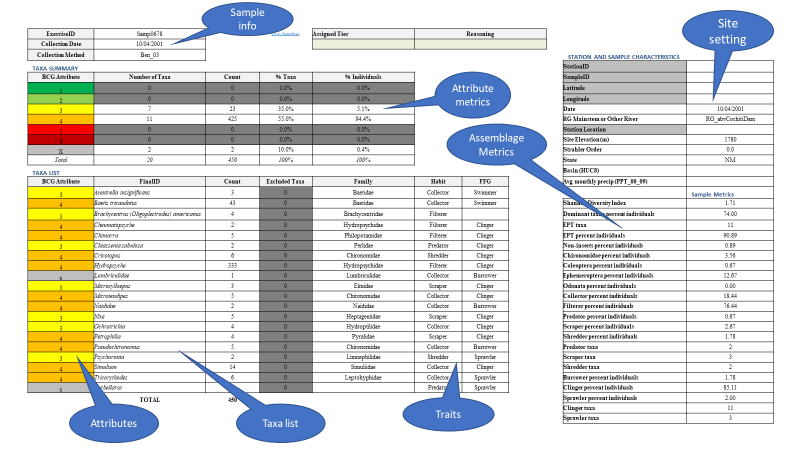 Sample info
Site setting
ExerciseID Samp0678
Collection Date 10/04/2001
Collection Method Ben_03
Assigned Tier Reasoning
TAXA SUMMARY
BCG Attribute Number of Taxa Count % Taxa % Individuals
1 0 0 0.0% 0.0%
2 0 0 0.0% 0.0%
3 7 23 35.0% 5.1%
4 11 425 55.0% 94.4%
0 0 0.0% 0.0%
0 0 0.0% 0.0%
X 2 2 10.0% 0.4%
Total 20 450 100% 100%
Attribute metrics
Assemblage Metrics
TAXA LIST
BCG Attribute FinalID Count Excluded Taxa Family Habit FFG
3 Acentrella insignificans 3 0 Baetidae Collector Swimmer
4 Baetis tricaudatus 43 0 Baetidae Collector Swimmer
3 Brachycentrus (Oligoplectrodes) americanus 4 0 Brachycentridae Filterer
4 Cheumatopsyche 2 0 Hydropsychidae Filterer Clinger
4 Chimarra 5 0 Philopotamidae Filterer Clinger
3 Claassenia sabulosa 2 0 Perlidae Predator Clinger
4 Cricotopus 6 0 Chironomidae Shredder Clinger
4 Hydropsyche 333 0 Hydropsychidae Filterer Clinger
x Lumbriculidae 1 0 Lumbriculidae Collector Burrower
3 Microcylloepus 3 0 Elmidae Scraper Clinger
4 Microtendipes 5 0 Chironomidae Collector Clinger
4 Naididae 2 0 Naididae Collector Burrower
3 Nixe 5 0 Heptageniidae Scraper Clinger
3 Ochrotrichia 4 0 Hydroptilidae Collector Clinger
4 Petrophila 4 0 Pyralidae Scraper Clinger
4 Pseudochironomus 5 0 Chironomidae Collector Burrower
3 Psychoronia 2 0 Limnephilidae Shredder Sprawler
4 Simulium 14 0 Simuliidae Collector Clinger
4 Tricorythodes 6 0 Leptohyphidae Collector Sprawler
x 0 Predator Sprawler
TOTAL 450
Attributes
Taxa list
Traits
STATION AND SAMPLE CHARACTERISTICS
StationID
SampleID
Latitude
Longitude
Date 10/04/2001
RG Mainstem or Other River RG_abvCochitiDam
Station Location
Site Elevation (m) 1780
Strahler Order 0.0
State NM
Basin (HUC8)
Avg monthly precip (PPT_00_09)
Sample Metrics
Shannon Diversity Index 1.71
Dominant taxon percent individuals 74.00
EPT taxa 11
EPT percent individuals 90.89
Non-insects percent individuals 0.89
Chironomidae percent individuals 3.56
Coleoptera percent individuals 0.67
Ephemeroptera percent individuals 12.67
Odonata percent individuals 0.00
Collector percent individuals 18.44
Filterer percent individuals 76.44
Predator percent individuals 0.67
Scraper percent individuals 2.67
Shredder percent individuals 1.78
Predator taxa 2
Scraper taxa 3
Shredder taxa 2
Burrower percent individuals 1.78
Clinger percent individuals 85.11
Sprawler percent individuals 2.00
Clinger taxa 11
Sprawler taxa 3